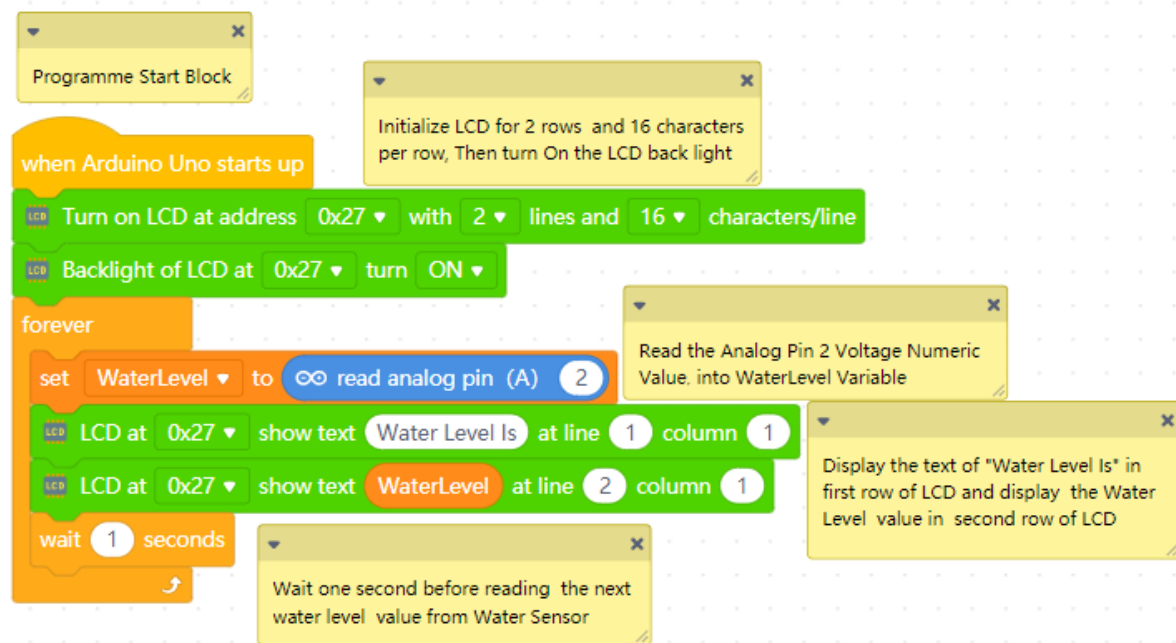 Programme Start Block
Initialize LCD for 2 rows and 16 characters
per row, Then turn On the LCD back light
when Arduino Uno starts up
LCD Turn on LCD at address 0x27 with 2 lines and 16 characters/line
LCD Backlight of LCD at 0x27 turn ON
forever
Read the Analog Pin 2 Voltage Numeric
Value, into WaterLevel Variable
set WaterLevel to read analog pin (A) 2
LCD LCD at 0x27 show text Water Level Is at line 1 column 1
Display the text of "Water Level Is" in
first row of LCD and display the Water
Level value in second row of LCD
LCD LCD at 0x27 show text WaterLevel at line 2 column 1
wait 1 seconds
Wait one second before reading the next
water level value from Water Sensor